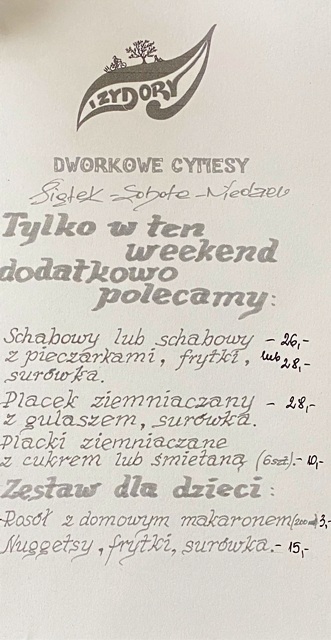 IZYDORY
DWORKOWE CYMESY
Piątek - Sobota - Niedziela
Tylko w ten
weekend
dodatkowo
polecamy:
Schabowy lub schabowy - 26,-
z pieczarkami, frytki, lub 28,-
surówka.
Placek ziemniaczany - 28,-
z gulaszem, surówka.
Placki ziemniaczane
z cukrem lub śmietaną (6szt).- 10,-
Zestaw dla dzieci:
-Rosół z domowym makaronem(200ml) 3,-
Nuggetsy, frytki, surówka.- 15,-